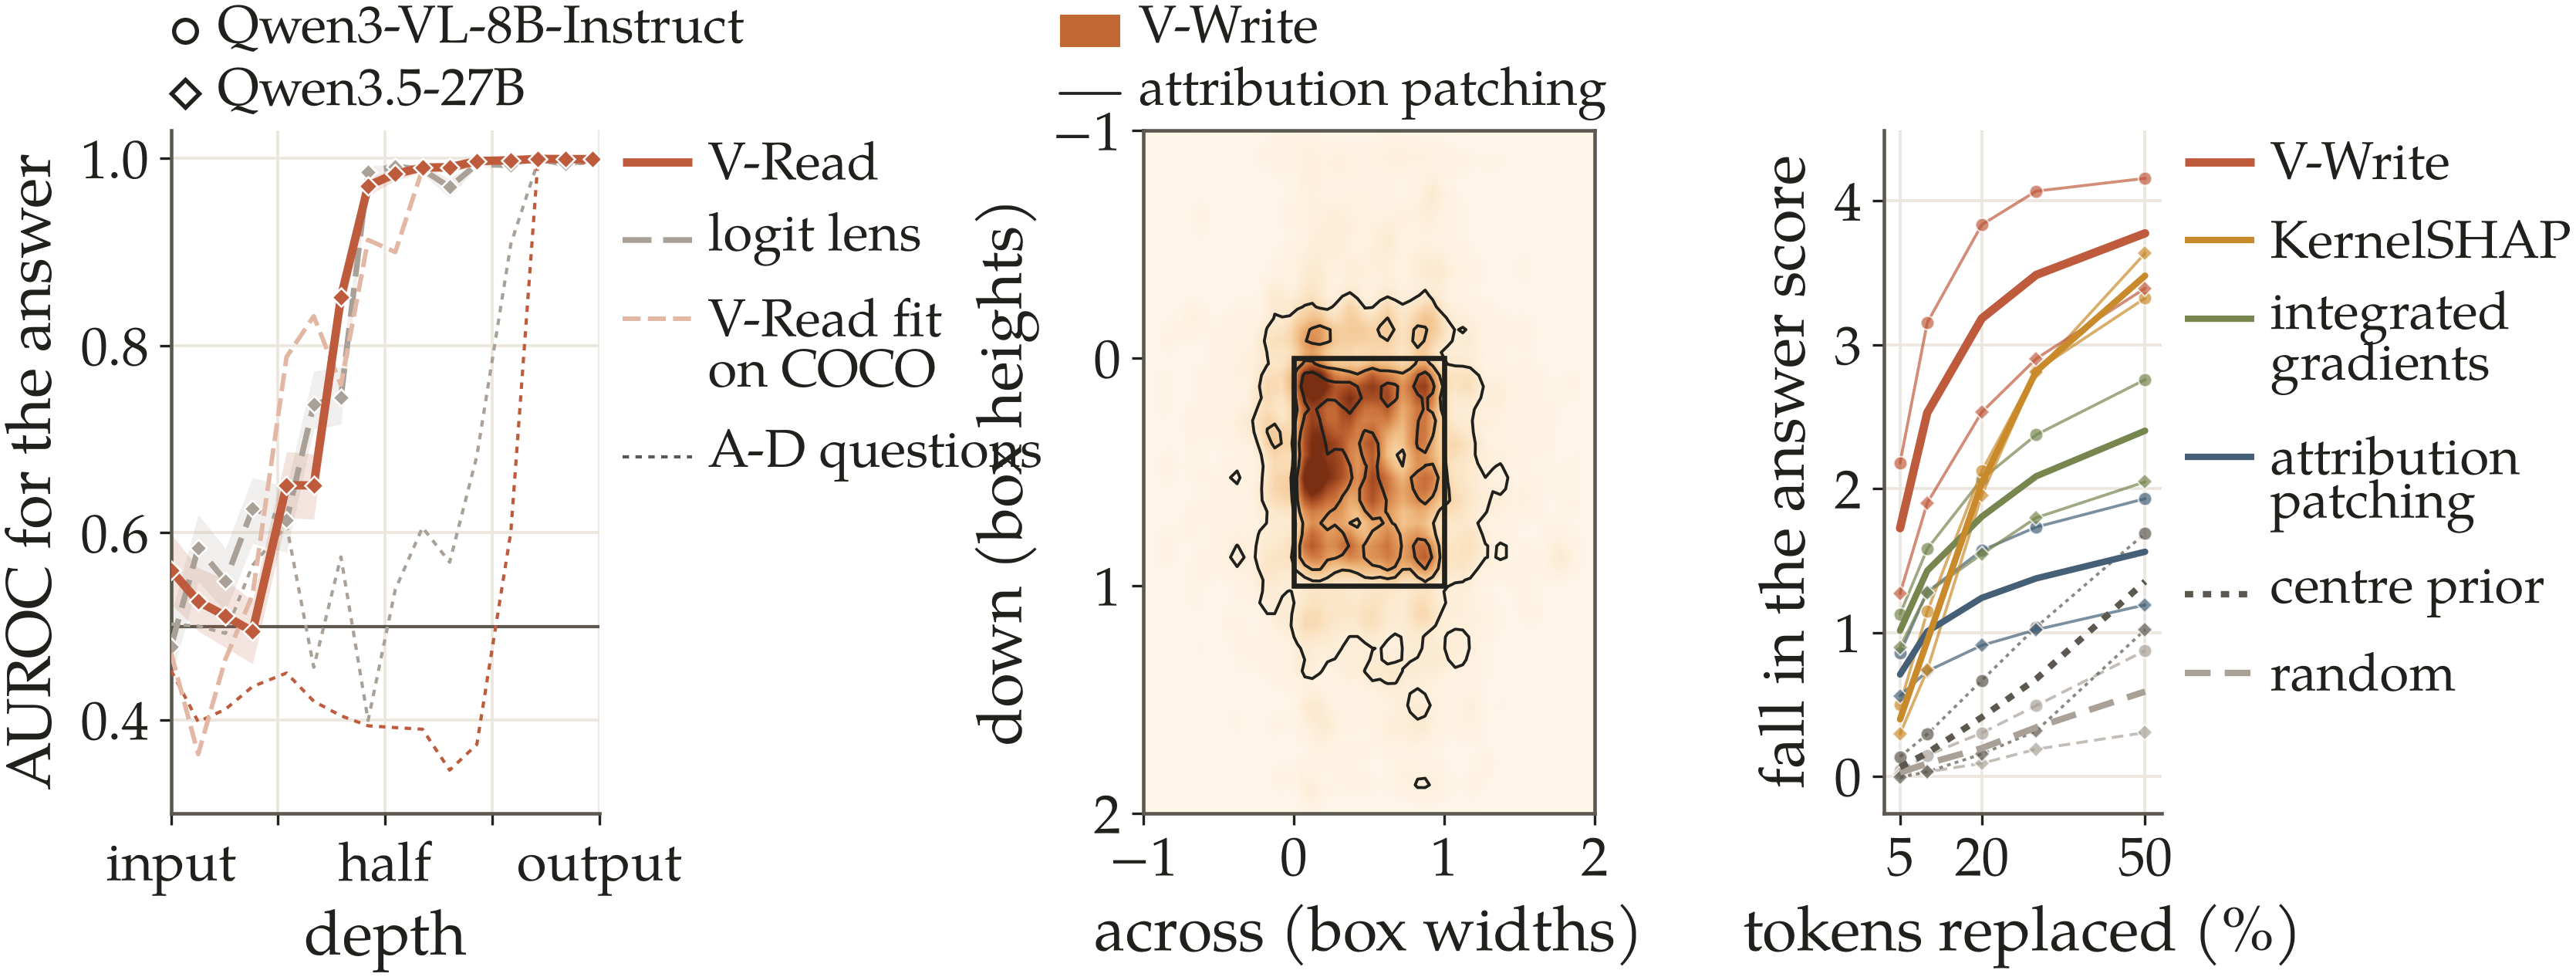 Qwen3-VL-8B-Instruct
Qwen3.5-27B
AUROC for the answer
1.0
0.8
0.6
0.4
input
half
output
depth
V-Read
logit lens
V-Read fit
on COCO
A-D questions
V-Write
attribution patching
down (box heights)
−1
0
1
2
−1
0
1
2
across (box widths)
fall in the answer score
4
3
2
1
0
5
20
50
tokens replaced (%)
V-Write
KernelSHAP
integrated
gradients
attribution
patching
centre prior
random